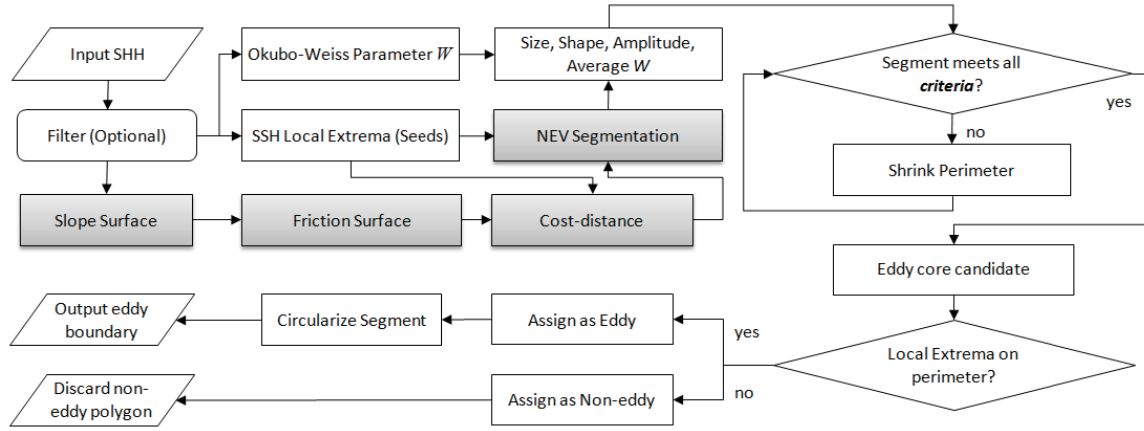 Input SHH
Okubo-Weiss Parameter W
Size, Shape, Amplitude,
Average W
Segment meets all
criteria?
yes
Filter (Optional)
SSH Local Extrema (Seeds)
NEV Segmentation
no
Shrink Perimeter
Slope Surface
Friction Surface
Cost-distance
Eddy core candidate
Output eddy
boundary
Circularize Segment
Assign as Eddy
yes
Local Extrema on
perimeter?
Discard non-
eddy polygon
Assign as Non-eddy
no